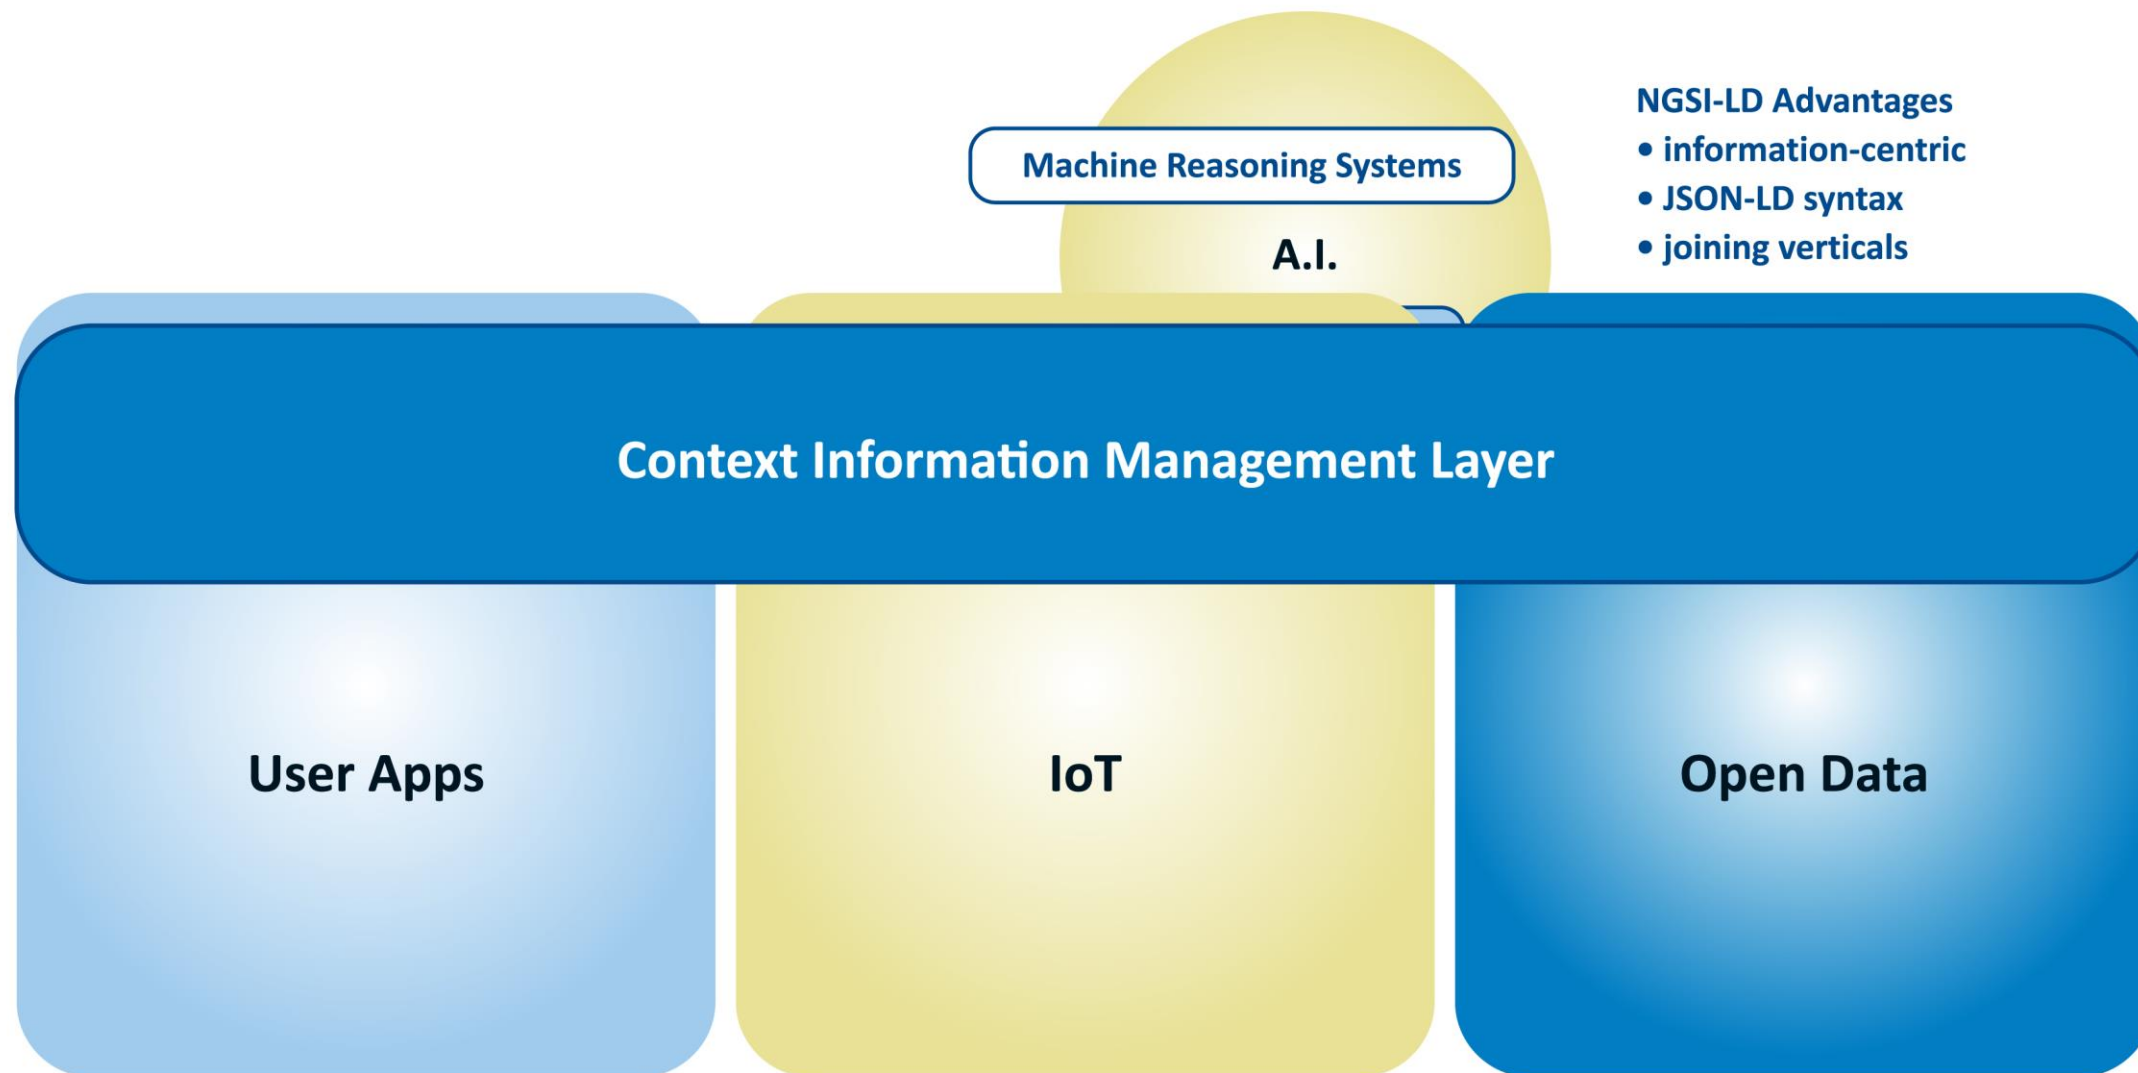 NGSI-LD Advantages
• information-centric
• JSON-LD syntax
• joining verticals
Machine Reasoning Systems
A.I.
Context Information Management Layer
User Apps
IoT
Open Data